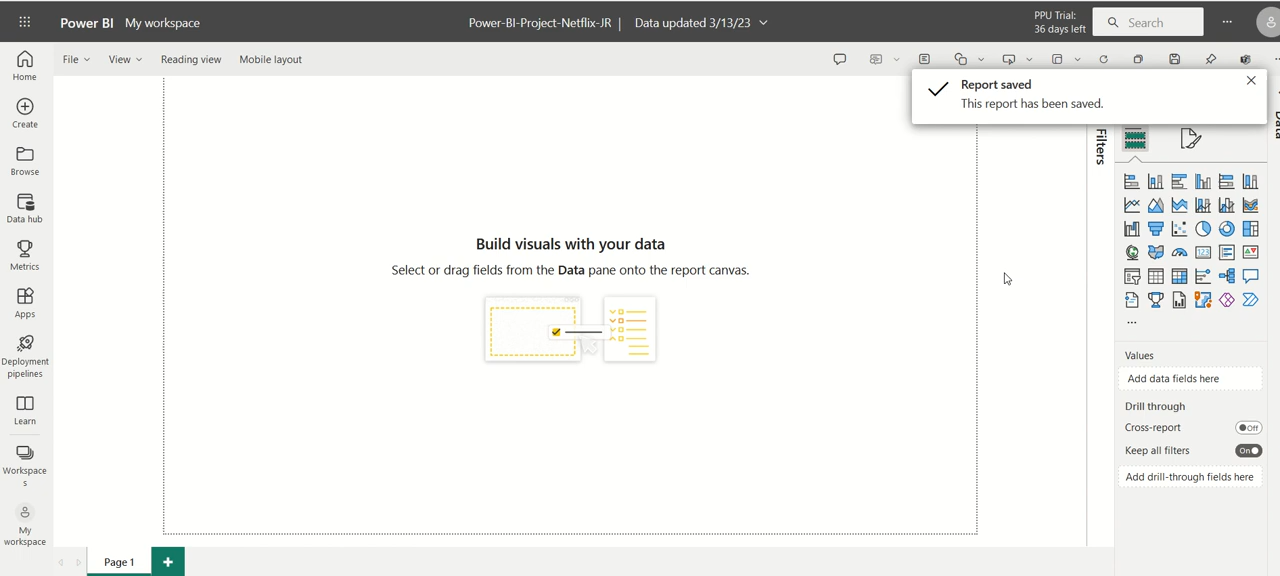 Power BI My workspace
Power-BI-Project-Netflix-JR | Data updated 3/13/23
PPU Trial:
36 days left
Search
File
View
Reading view
Mobile layout
Report saved
This report has been saved.
Home
Create
Browse
Data hub
Metrics
Apps
Deployment
pipelines
Learn
Workspace
s
My
workspace
Build visuals with your data
Select or drag fields from the Data pane onto the report canvas.
Filters
Data
123
Values
Add data fields here
Drill through
Cross-report
Off
Keep all filters
On
Add drill-through fields here
Page 1